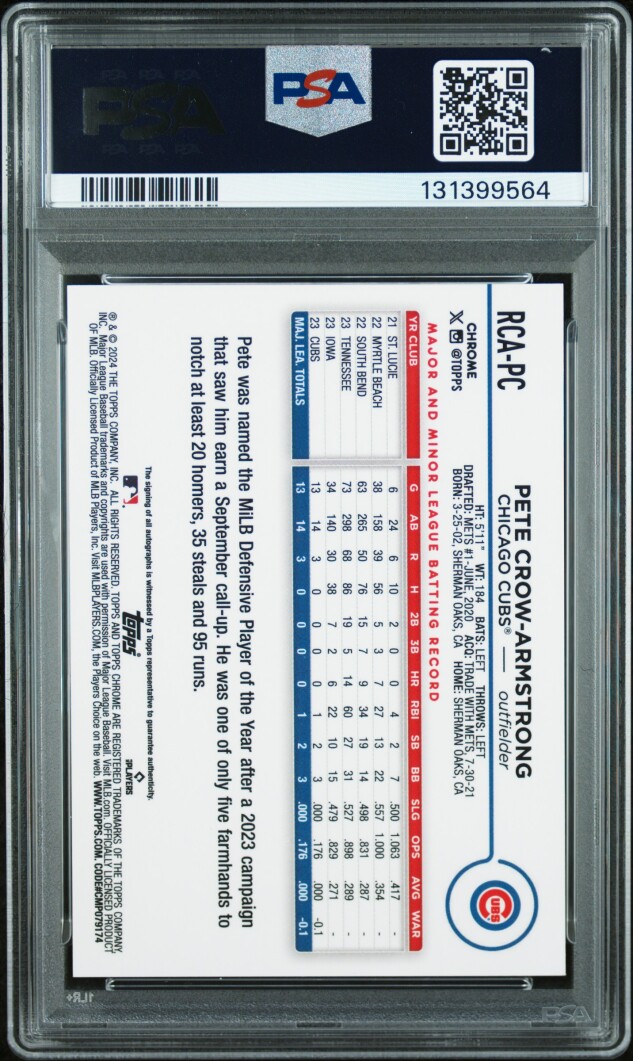 PSA
PSA
131399564
RCA-PC
PETE CROW-ARMSTRONG
CHICAGO CUBS® — outfielder
CHROME
@TOPPS
HT: 5'11" WT: 184 BATS: LEFT THROWS: LEFT
DRAFTED: METS #1-JUNE, 2020 ACQ: TRADE WITH METS, 7-30-21
BORN: 3-25-02, SHERMAN OAKS, CA HOME: SHERMAN OAKS, CA
MAJOR AND MINOR LEAGUE BATTING RECORD
YR CLUB G AB R H 2B 3B HR RBI SB BB SLG OPS AVG WAR
21 ST. LUCIE 6 24 6 10 2 0 0 4 2 7 .500 1.063 .417 -
22 MYRTLE BEACH 38 158 39 56 5 3 7 27 13 22 .557 1.000 .354 -
22 SOUTH BEND 63 265 50 76 15 7 9 34 19 14 .498 .831 .287 -
23 TENNESSEE 73 298 68 86 19 5 14 60 27 31 .527 .898 .289 -
23 IOWA 34 140 30 38 7 2 6 22 10 15 .479 .829 .271 -
23 CUBS 13 14 3 0 0 0 0 1 2 3 .000 .176 .000 -0.1
MAJ. LEA. TOTALS 13 14 3 0 0 0 0 1 2 3 .000 .176 .000 -0.1
Pete was named the MiLB Defensive Player of the Year after a 2023 campaign
that saw him earn a September call-up. He was one of only five farmhands to
notch at least 20 homers, 35 steals and 95 runs.
The signing of all autographs is witnessed by a Topps representative to guarantee authenticity.
topps
PLAYERS
® & © 2024 THE TOPPS COMPANY, INC. ALL RIGHTS RESERVED. TOPPS AND TOPPS CHROME ARE REGISTERED TRADEMARKS OF THE TOPPS COMPANY,
INC. Major League Baseball trademarks and copyrights are used with permission of Major League Baseball. Visit MLB.com. OFFICIALLY LICENSED PRODUCT
OF MLB. Officially Licensed Product of MLB Players, Inc. Visit MLBPLAYERS.COM, the Players Choice on the web. WWW.TOPPS.COM. CODE#CMP079174
CUBS
PSA